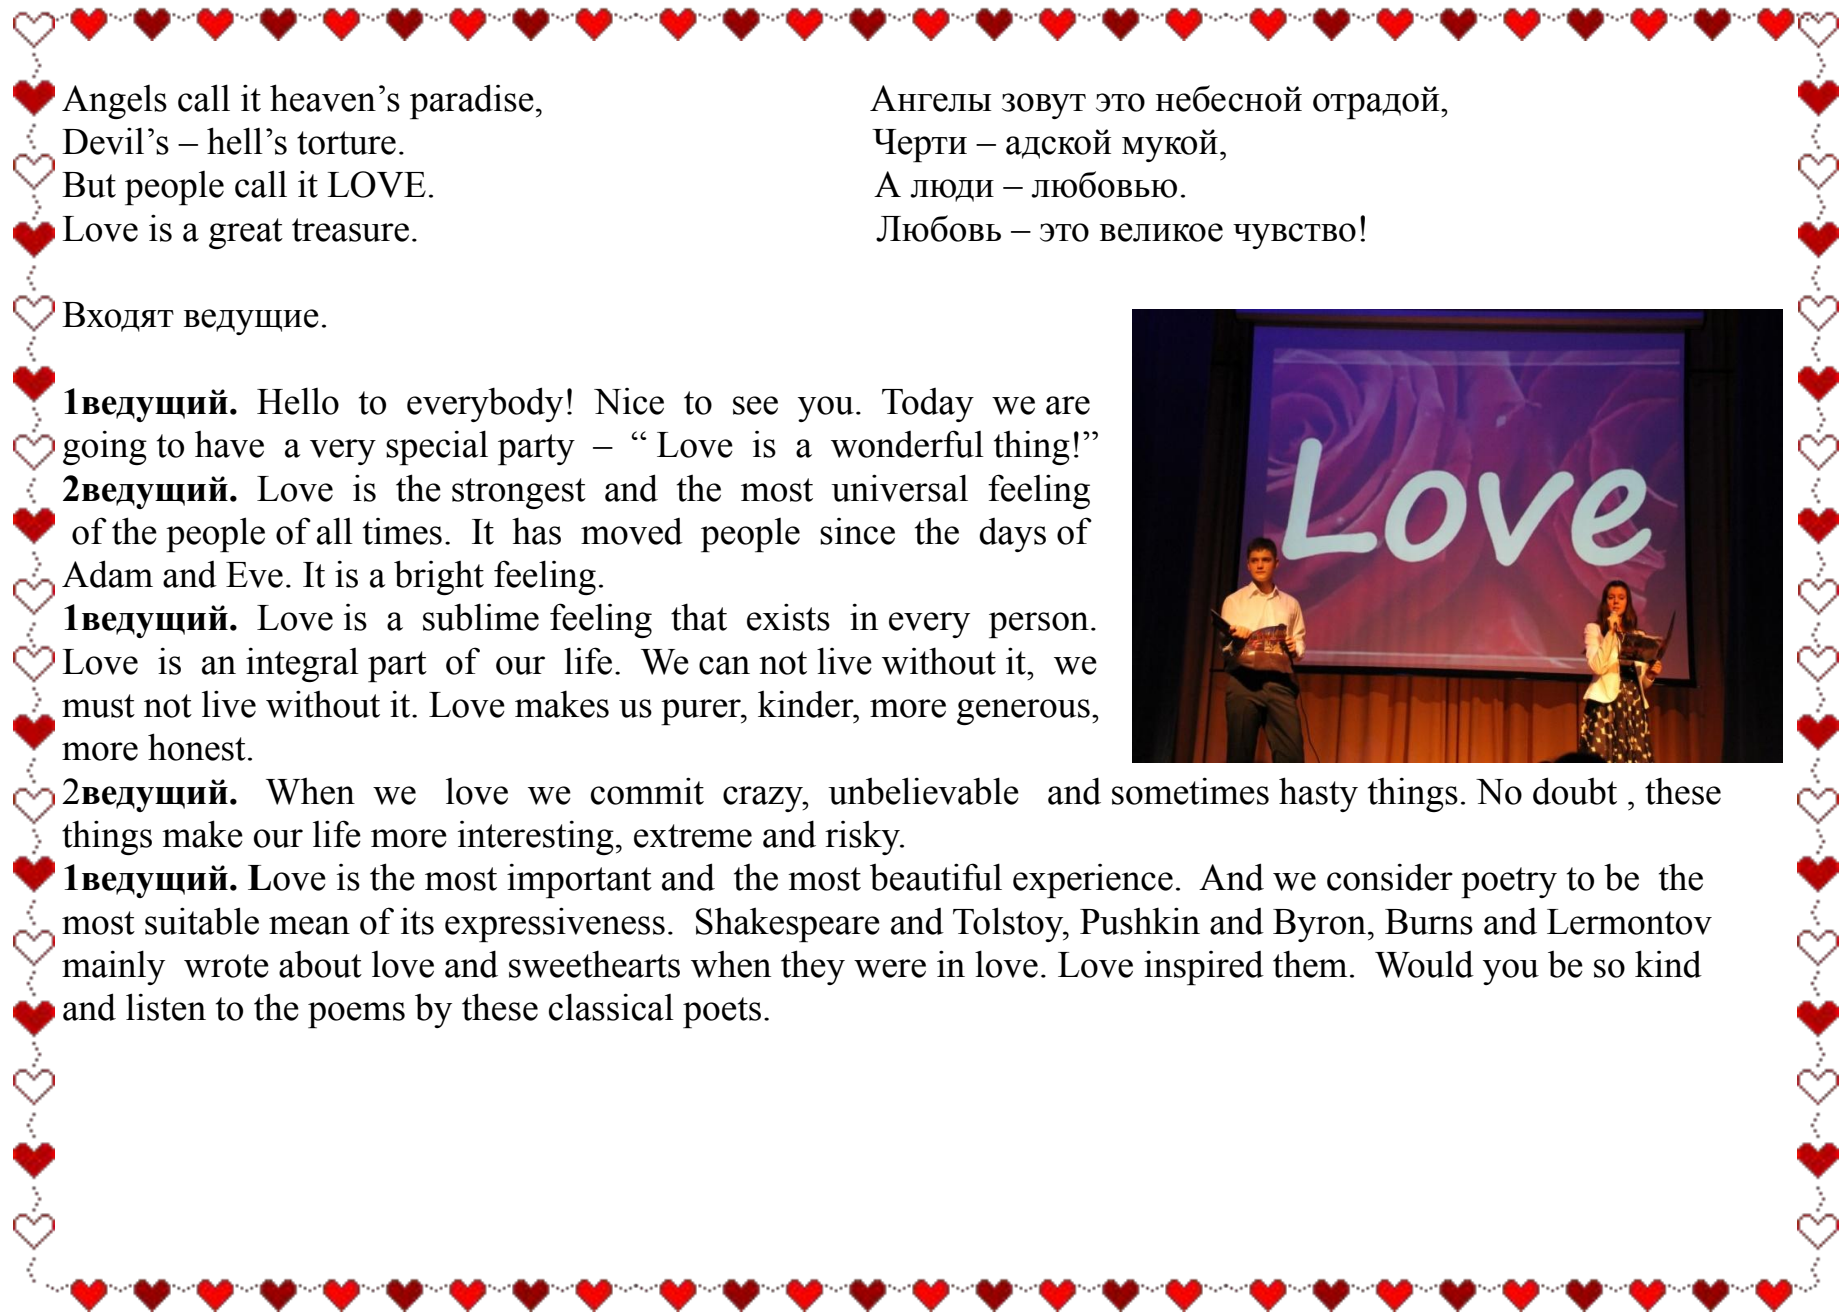 Angels call it heaven’s paradise, Ангелы зовут это небесной отрадой,
Devil’s – hell’s torture. Черти – адской мукой,
But people call it LOVE. А люди – любовью.
Love is a great treasure. Любовь – это великое чувство!
Входят ведущие.
1ведущий. Hello to everybody! Nice to see you. Today we are
going to have a very special party – “ Love is a wonderful thing!”
2ведущий. Love is the strongest and the most universal feeling
of the people of all times. It has moved people since the days of
Adam and Eve. It is a bright feeling.
1ведущий. Love is a sublime feeling that exists in every person.
Love is an integral part of our life. We can not live without it, we
must not live without it. Love makes us purer, kinder, more generous,
more honest.
Love
2ведущий. When we love we commit crazy, unbelievable and sometimes hasty things. No doubt , these
things make our life more interesting, extreme and risky.
1ведущий. Love is the most important and the most beautiful experience. And we consider poetry to be the
most suitable mean of its expressiveness. Shakespeare and Tolstoy, Pushkin and Byron, Burns and Lermontov
mainly wrote about love and sweethearts when they were in love. Love inspired them. Would you be so kind
and listen to the poems by these classical poets.